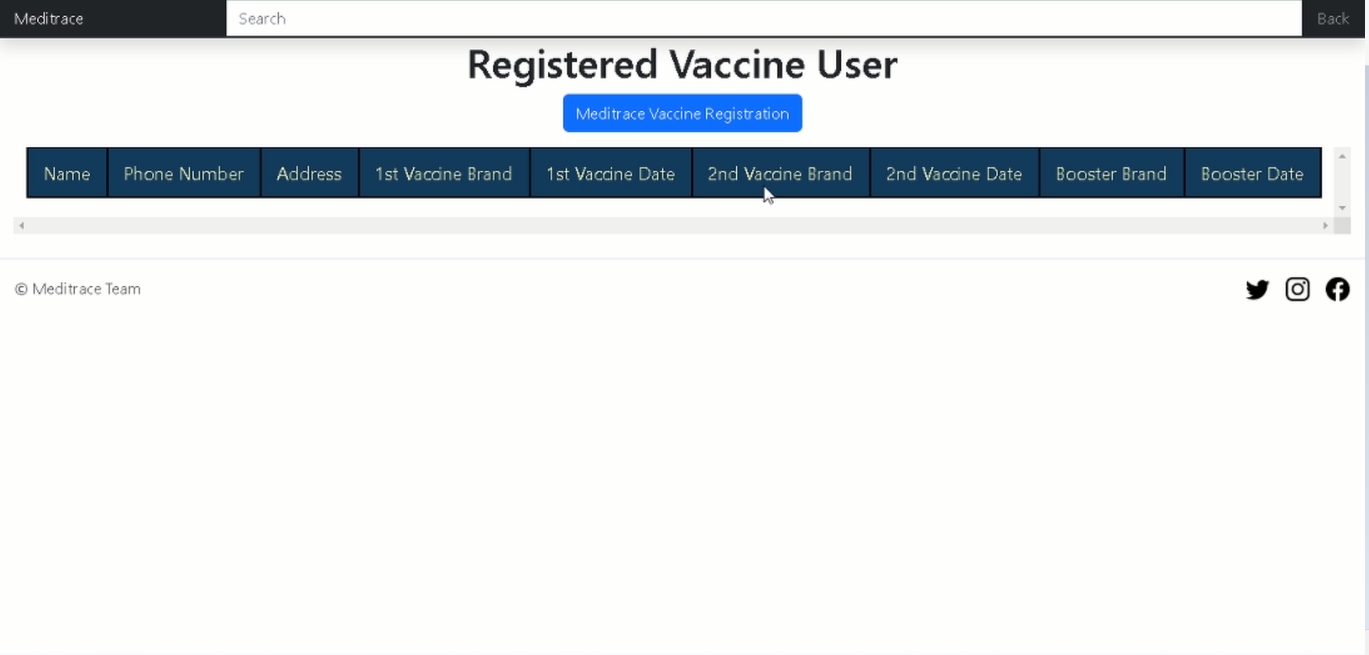 Meditrace Search Back
Registered Vaccine User
Meditrace Vaccine Registration
Name Phone Number Address 1st Vaccine Brand 1st Vaccine Date 2nd Vaccine Brand 2nd Vaccine Date Booster Brand Booster Date
© Meditrace Team